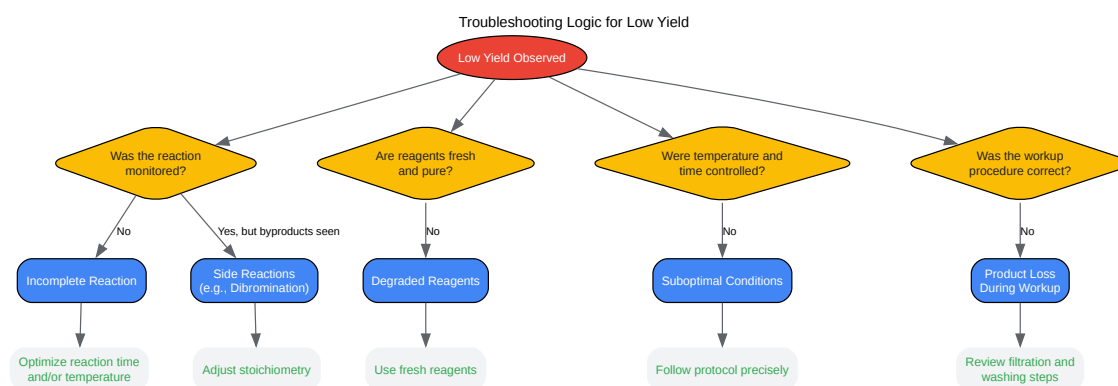 Troubleshooting Logic for Low Yield
Low Yield Observed
Was the reaction
monitored?
Are reagents fresh
and pure?
Were temperature and
time controlled?
Was the workup
procedure correct?
No
Yes, but byproducts seen
No
No
No
Incomplete Reaction
Side Reactions
(e.g., Dibromination)
Degraded Reagents
Suboptimal Conditions
Product Loss
During Workup
Optimize reaction time
and/or temperature
Adjust stoichiometry
Use fresh reagents
Follow protocol precisely
Review filtration and
washing steps